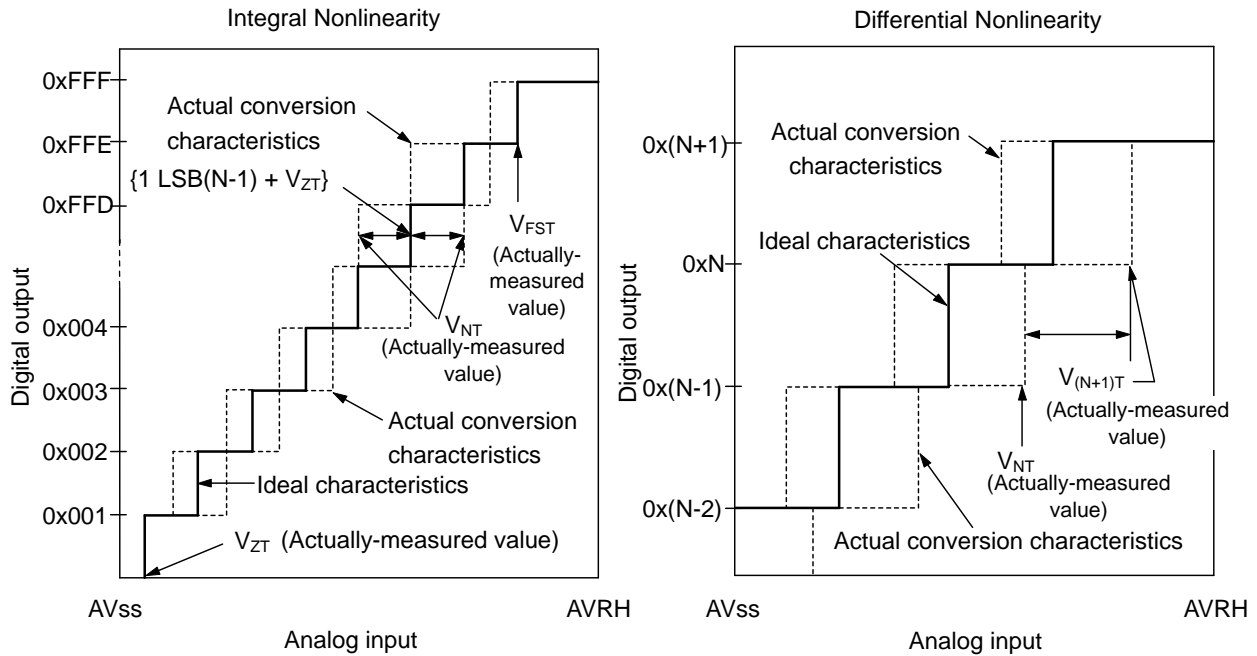 Integral Nonlinearity
0xFFF
0xFFE
0xFFD
0x004
0x003
0x002
0x001
Digital output
Actual conversion
characteristics
{1 LSB(N-1) + VZT}
VFST
(Actually-
measured
value)
VNT
(Actually-measured
value)
Actual conversion
characteristics
Ideal characteristics
VZT (Actually-measured value)
AVss
AVRH
Analog input
Differential Nonlinearity
0x(N+1)
0xN
0x(N-1)
0x(N-2)
Digital output
Actual conversion
characteristics
Ideal characteristics
V(N+1)T
(Actually-measured
value)
VNT
(Actually-measured
value)
Actual conversion characteristics
AVss
AVRH
Analog input